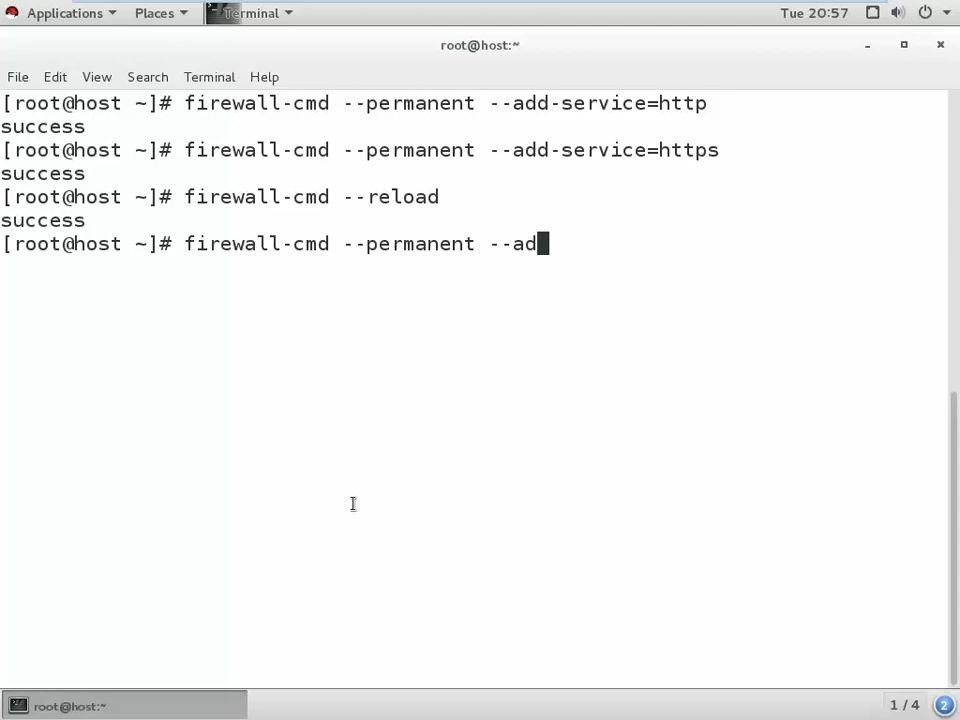 Applications Places Terminal Tue 20:57
root@host:~
File Edit View Search Terminal Help
[root@host ~]# firewall-cmd --permanent --add-service=http
success
[root@host ~]# firewall-cmd --permanent --add-service=https
success
[root@host ~]# firewall-cmd --reload
success
[root@host ~]# firewall-cmd --permanent --ad
root@host:~ 1 / 4 2